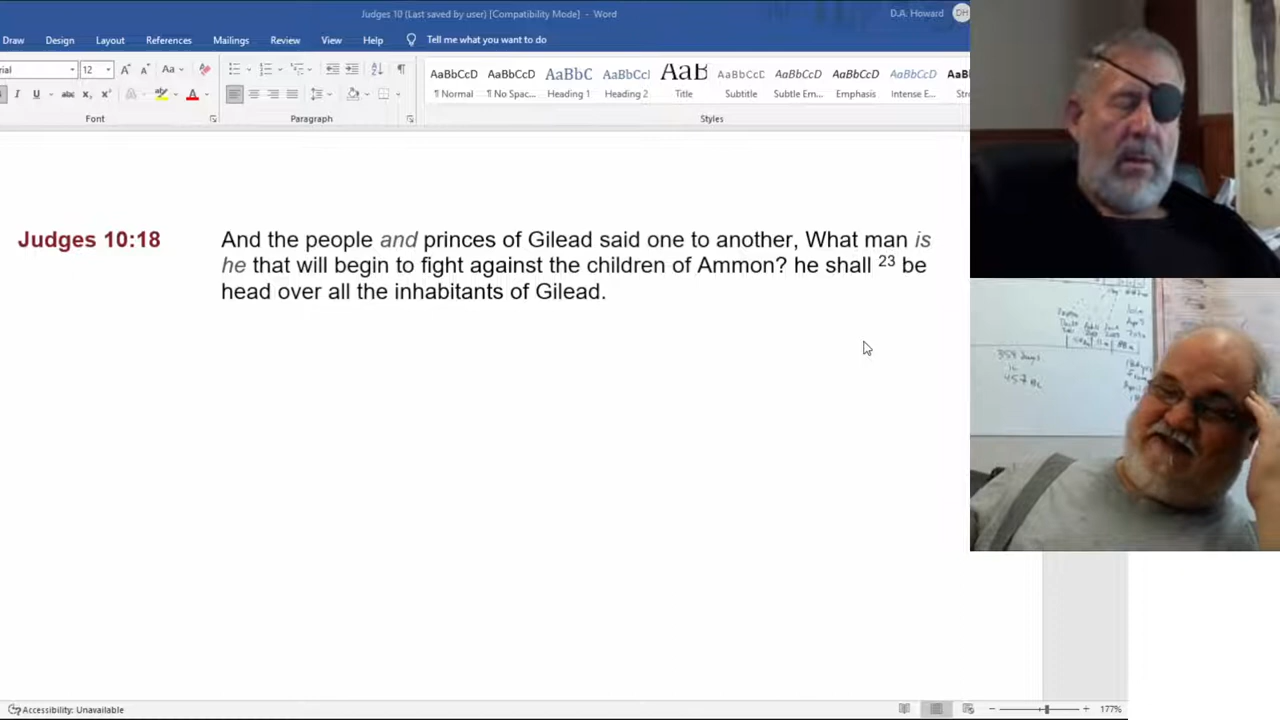 Judges 10 (Last saved by user) [Compatibility Mode] - Word
D.A. Howard
DH
Draw Design Layout References Mailings Review View Help Tell me what you want to do
12 Aa
AaBbCcD AaBbCcD AaBbC AaBbCcl AaB AaBbCcD AaBbCcD AaBbCcD AaBbCcD
¶ Normal ¶ No Spac... Heading 1 Heading 2 Title Subtitle Subtle Em... Emphasis Intense E...
Font Paragraph Styles
Judges 10:18 And the people and princes of Gilead said one to another, What man is
he that will begin to fight against the children of Ammon? he shall 23 be
head over all the inhabitants of Gilead.
Accessibility: Unavailable
177%